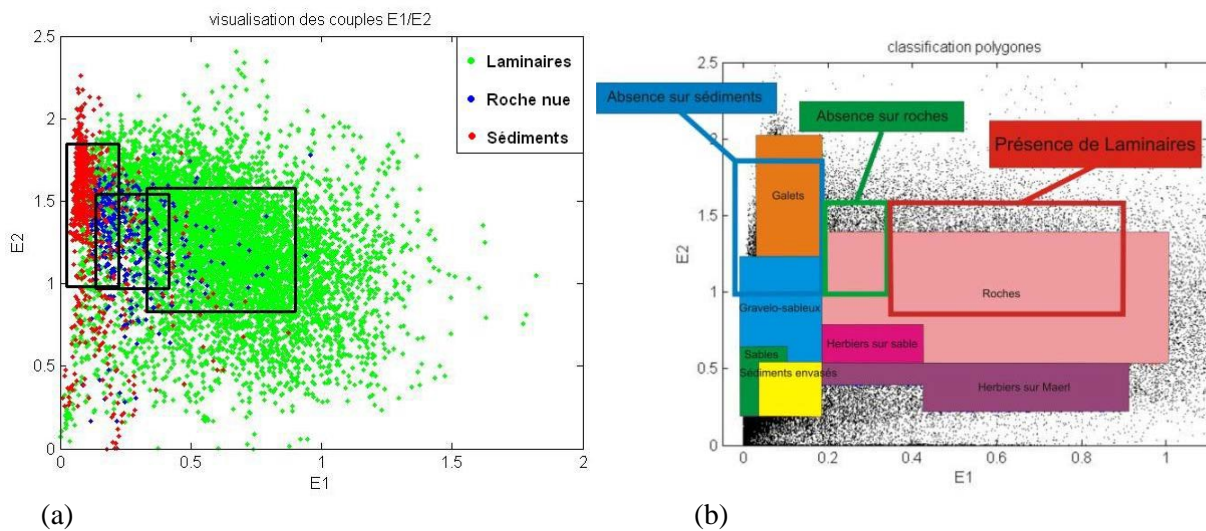 visualisation des couples E1/E2
2.5
2
1.5
1
0.5
0
E2
0
0.5
1
1.5
2
E1
Laminaires
Roche nue
Sédiments
(a)
classification polygones
2.5
2
1.5
1
0.5
0
E2
0
0.2
0.4
0.6
0.8
1
E1
Absence sur sédiments
Absence sur roches
Présence de Laminaires
Galets
Roches
Gravelo-sableux
Herbiers sur sable
Sables
Sédiments envasés
Herbiers sur Maerl
(b)